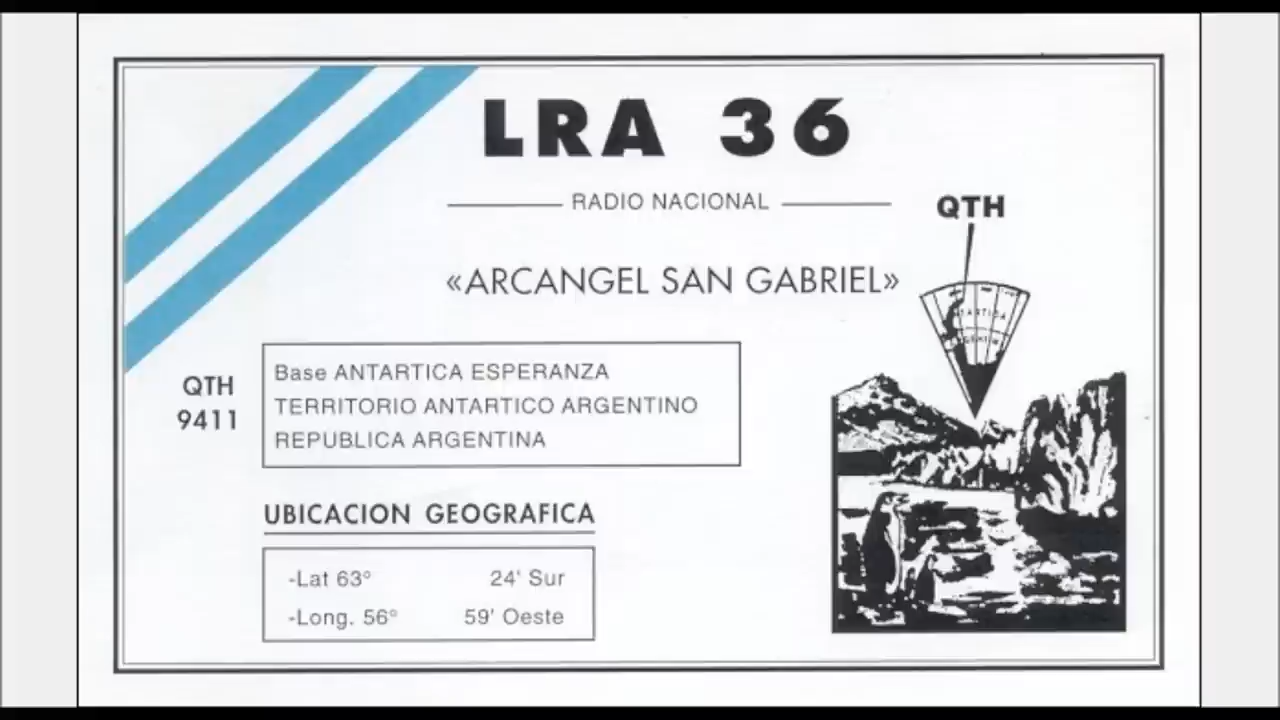 LRA 36
RADIO NACIONAL
QTH
«ARCANGEL SAN GABRIEL»
QTH
9411
Base ANTARTICA ESPERANZA
TERRITORIO ANTARTICO ARGENTINO
REPUBLICA ARGENTINA
UBICACION GEOGRAFICA
-Lat 63° 24' Sur
-Long. 56° 59' Oeste